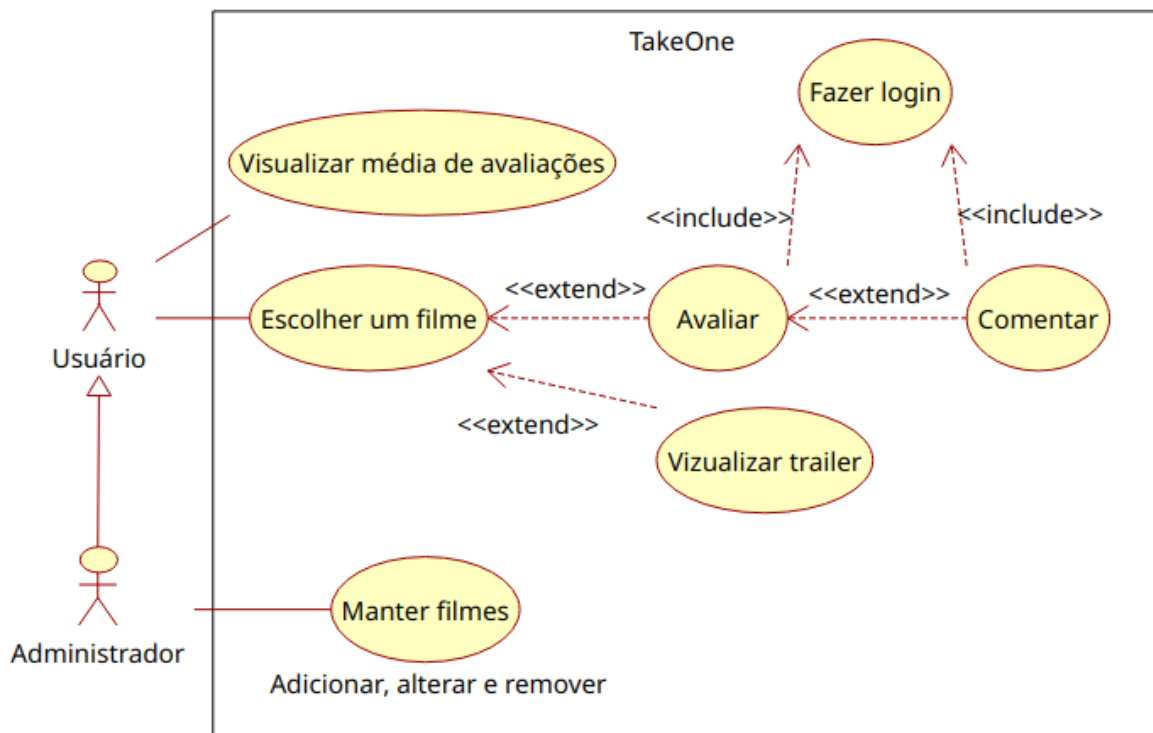 TakeOne
Fazer login
Visualizar média de avaliações
<<include>>
<<include>>
<<extend>>
<<extend>>
Escolher um filme
Avaliar
Comentar
Usuário
<<extend>>
Vizualizar trailer
Manter filmes
Administrador
Adicionar, alterar e remover